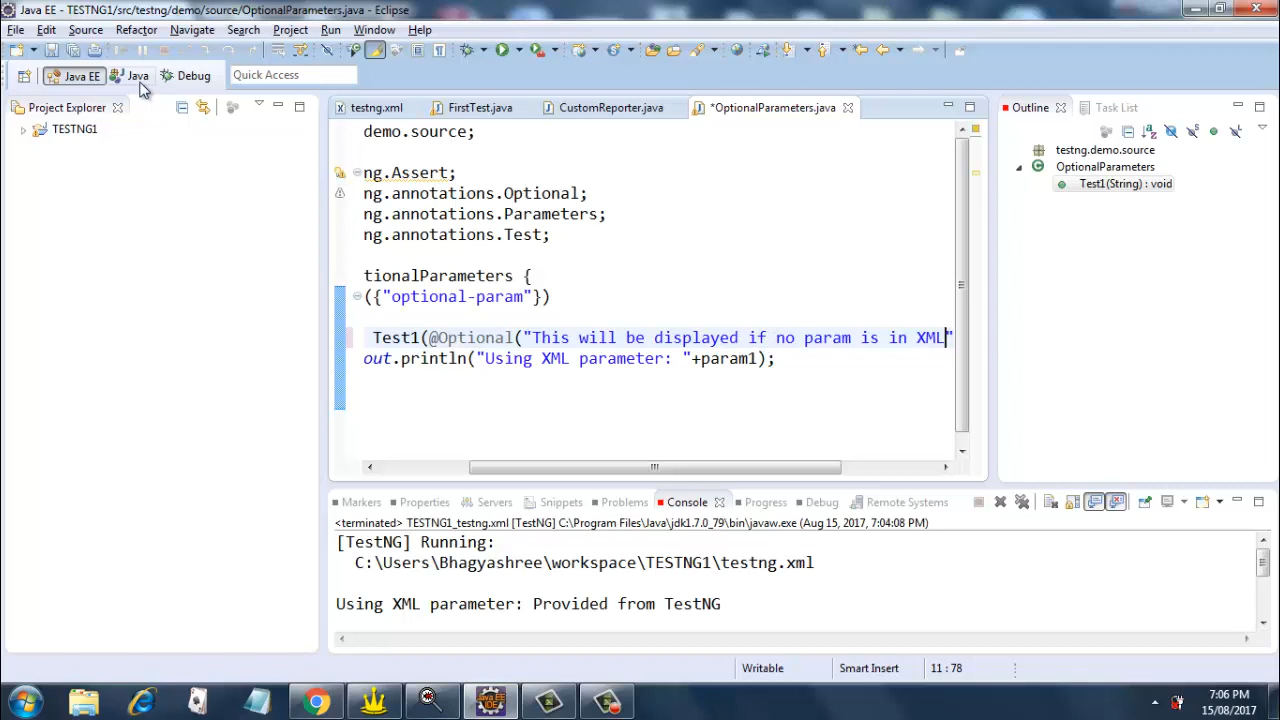 Java EE - TESTNG1/src/testng/demo/source/OptionalParameters.java - Eclipse
File Edit Source Refactor Navigate Search Project Run Window Help
Java EE Java Debug Quick Access
Project Explorer
TESTNG1
testng.xml FirstTest.java CustomReporter.java *OptionalParameters.java
demo.source;
ng.Assert;
ng.annotations.Optional;
ng.annotations.Parameters;
ng.annotations.Test;
tionalParameters {
({"optional-param"})
Test1(@Optional("This will be displayed if no param is in XML"
out.println("Using XML parameter: "+param1);
Outline Task List
testng.demo.source
OptionalParameters
Test1(String) : void
Markers Properties Servers Snippets Problems Console Progress Debug Remote Systems
<terminated> TESTNG1_testng.xml [TestNG] C:\Program Files\Java\jdk1.7.0_79\bin\javaw.exe (Aug 15, 2017, 7:04:08 PM)
[TestNG] Running:
C:\Users\Bhagyashree\workspace\TESTNG1\testng.xml
Using XML parameter: Provided from TestNG
Writable Smart Insert 11 : 78
Java EE
IDE
7:06 PM
15/08/2017